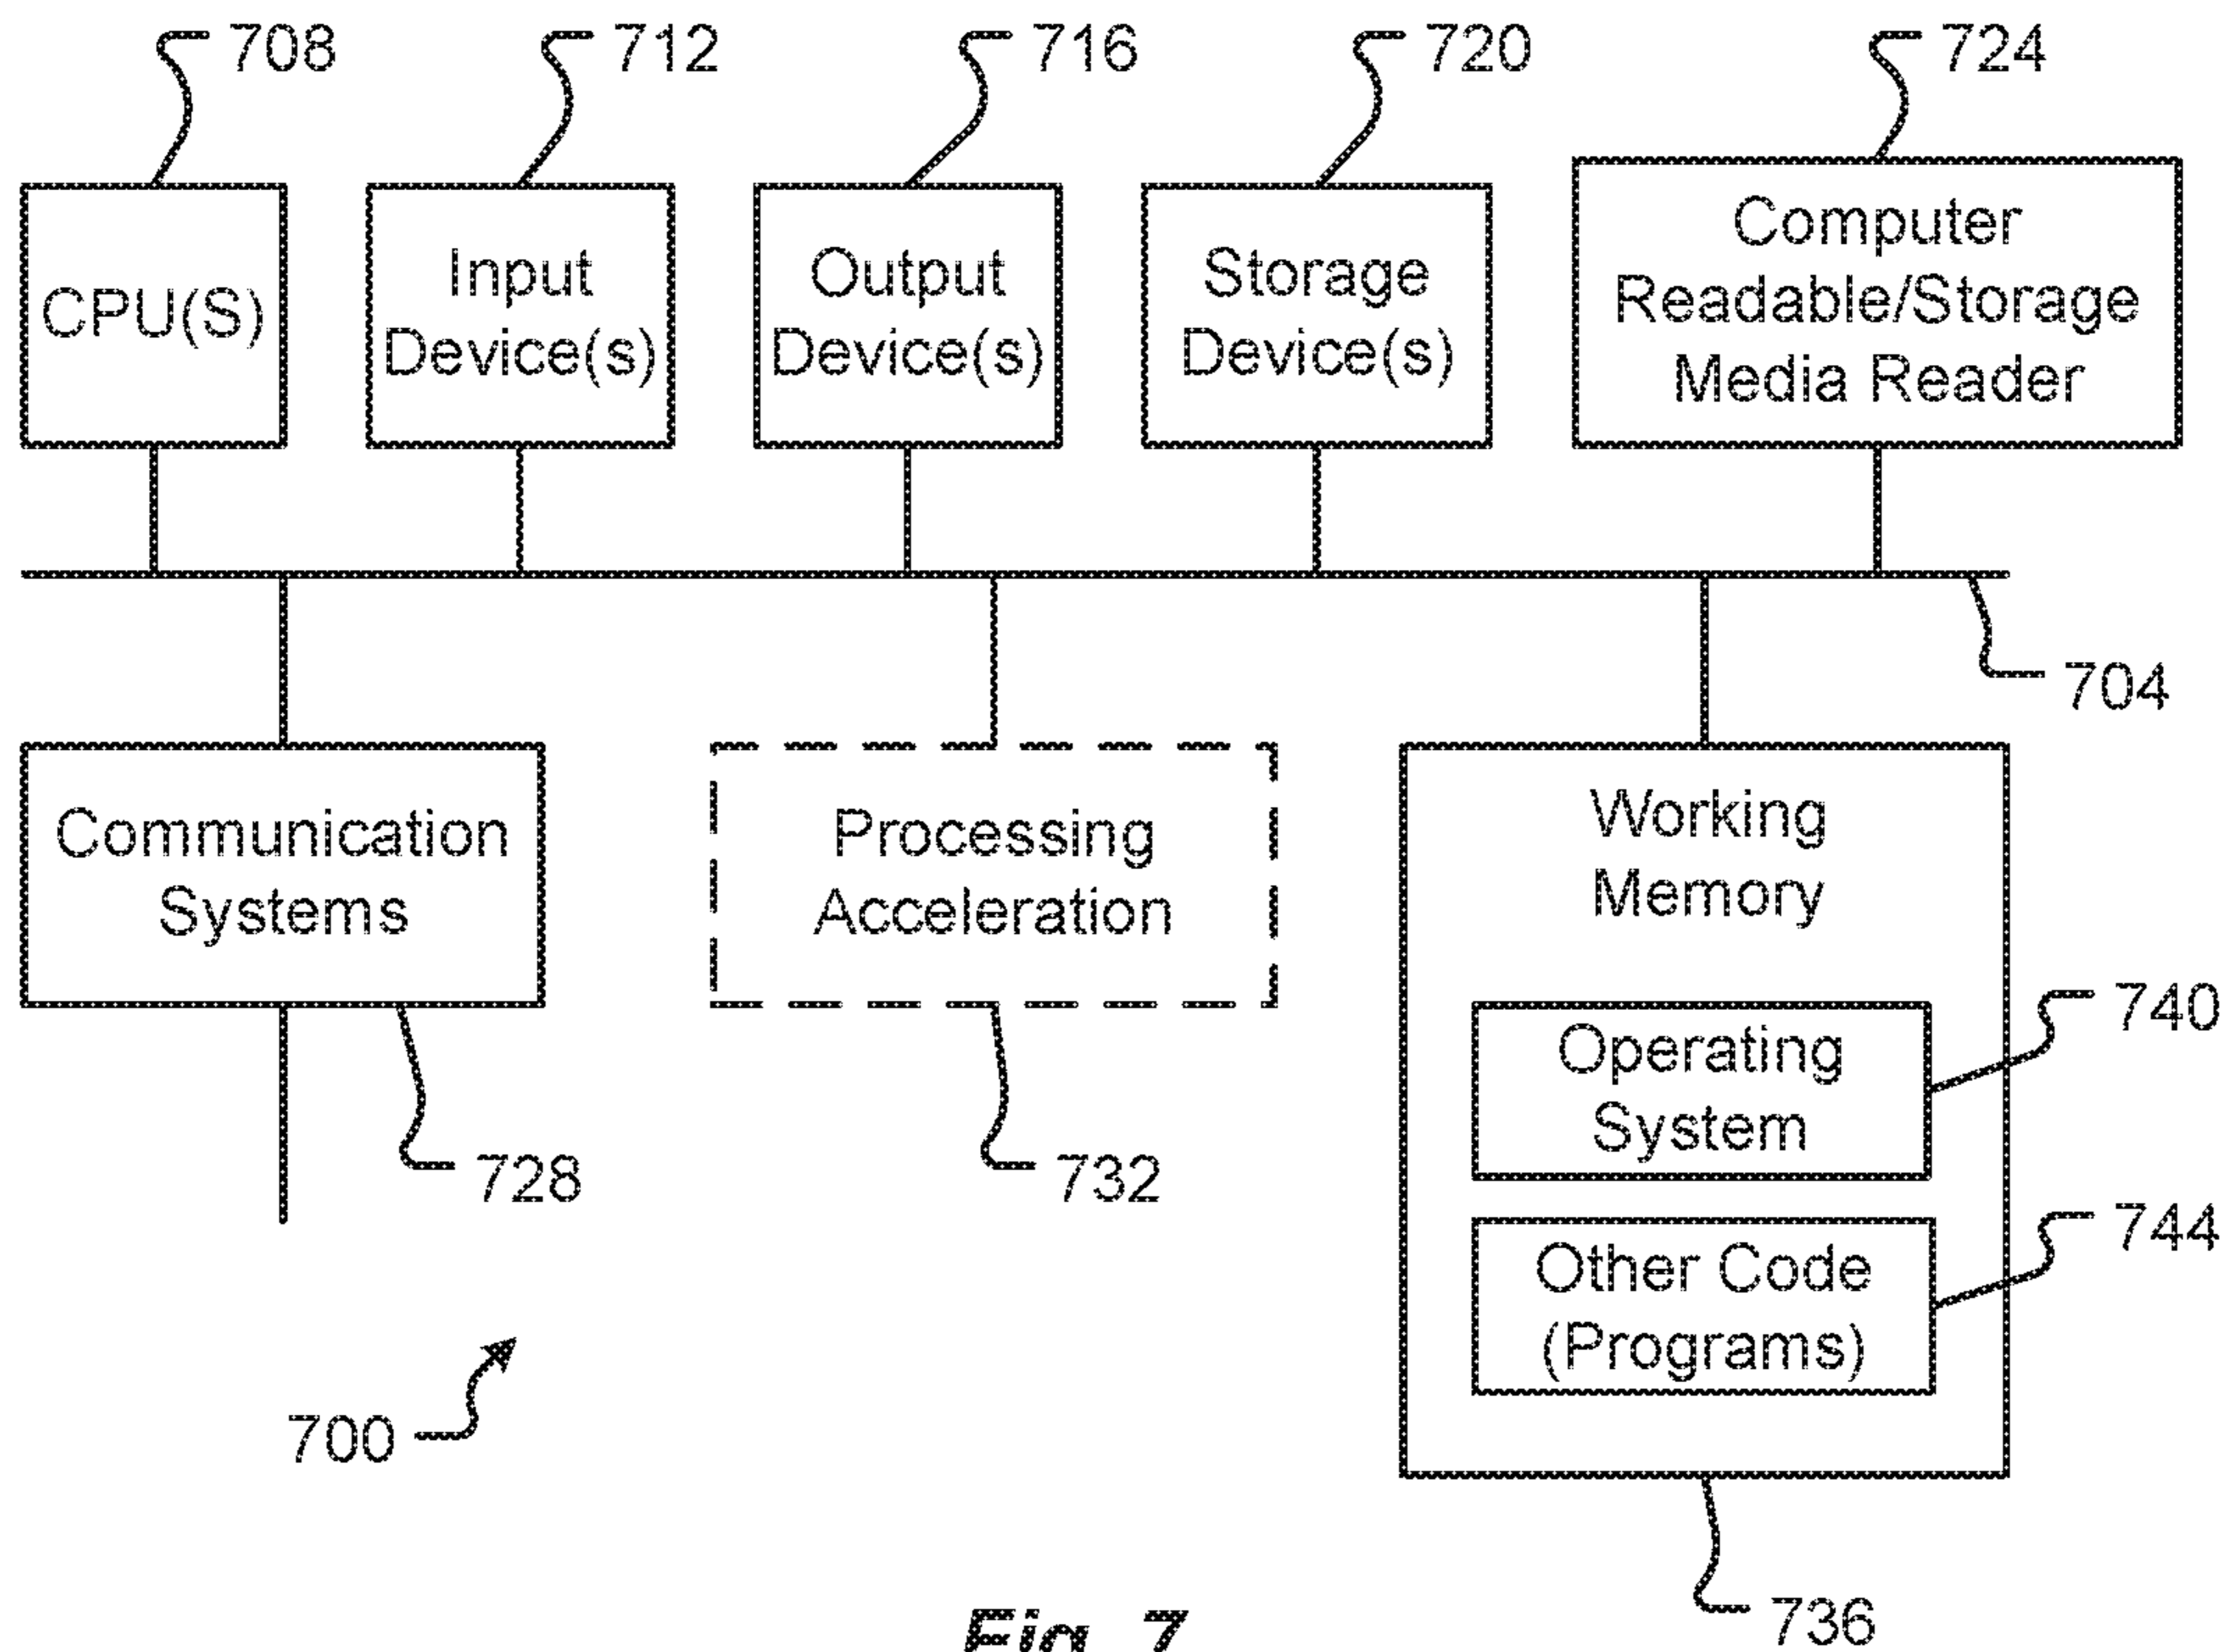 708
712
716
720
724
CPU(S)
Input
Device(s)
Output
Device(s)
Storage
Device(s)
Computer
Readable/Storage
Media Reader
704
Communication
Systems
Processing
Acceleration
Working
Memory
Operating
System
740
728
732
Other Code
(Programs)
744
700
736
Fig. 7